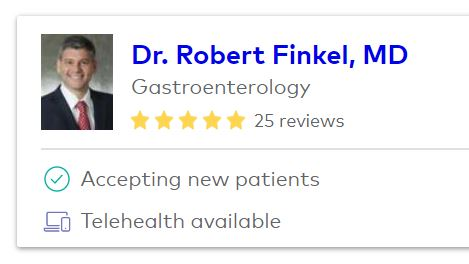 Dr. Robert Finkel, MD
Gastroenterology
25 reviews
Accepting new patients
Telehealth available